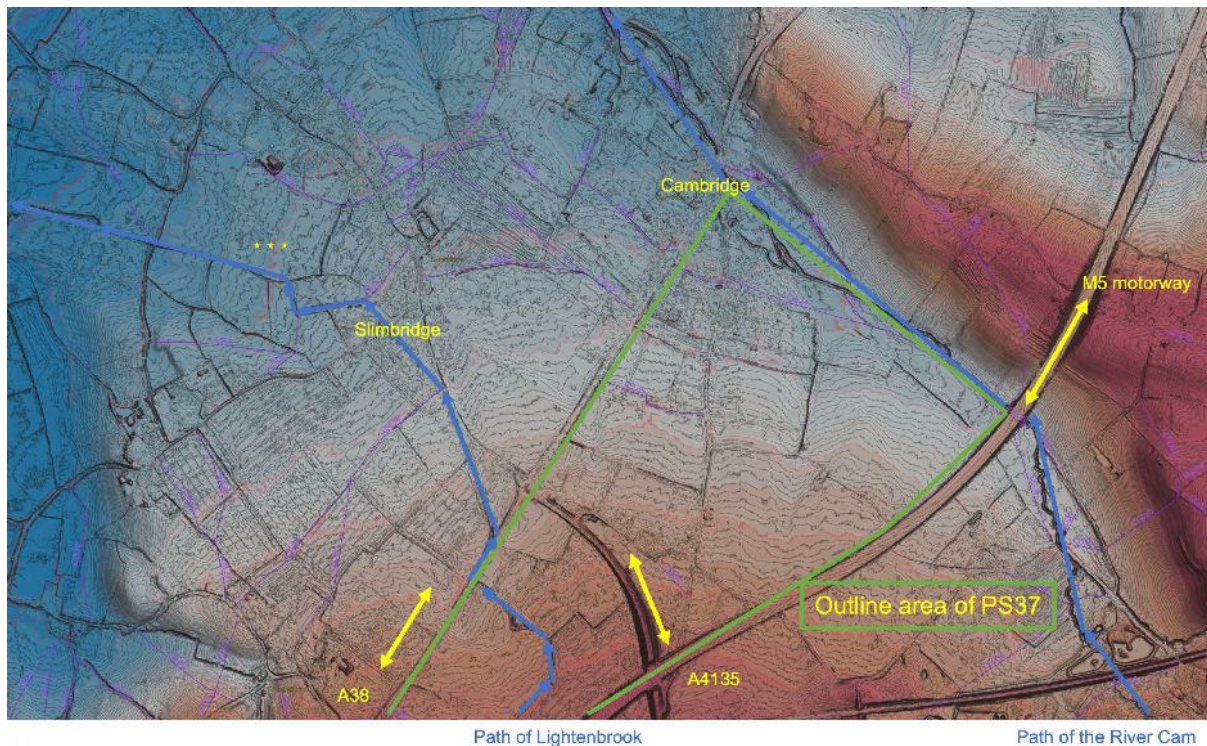 Cambridge
M5 motorway
Slimbridge
Outline area of PS37
A38
A4135
Path of Lightenbrook
Path of the River Cam